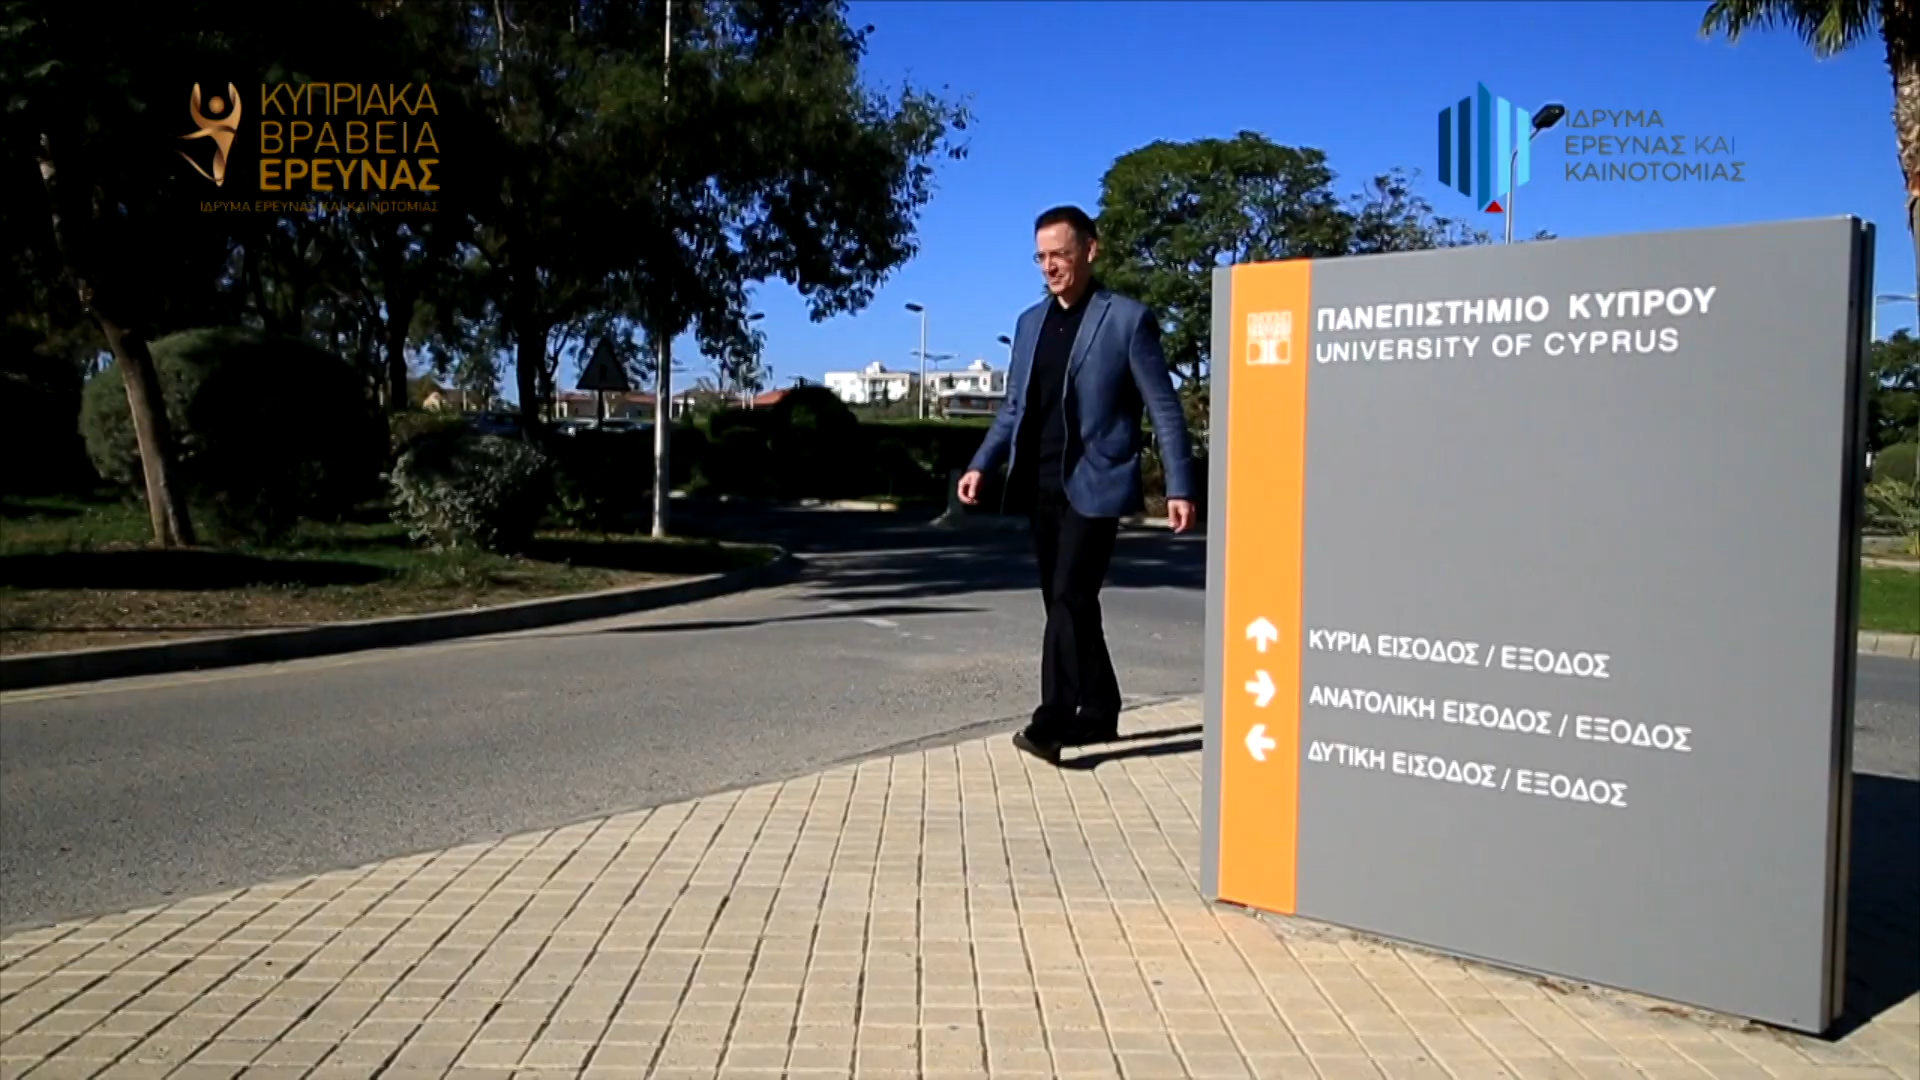 ΚΥΠΡΙΑΚΑ
ΒΡΑΒΕΙΑ
ΕΡΕΥΝΑΣ
ΙΔΡΥΜΑ ΕΡΕΥΝΑΣ ΚΑΙ ΚΑΙΝΟΤΟΜΙΑΣ
ΙΔΡΥΜΑ
ΕΡΕΥΝΑΣ ΚΑΙ
ΚΑΙΝΟΤΟΜΙΑΣ
ΠΑΝΕΠΙΣΤΗΜΙΟ ΚΥΠΡΟΥ
UNIVERSITY OF CYPRUS
ΚΥΡΙΑ ΕΙΣΟΔΟΣ / ΕΞΟΔΟΣ
ΑΝΑΤΟΛΙΚΗ ΕΙΣΟΔΟΣ / ΕΞΟΔΟΣ
ΔΥΤΙΚΗ ΕΙΣΟΔΟΣ / ΕΞΟΔΟΣ